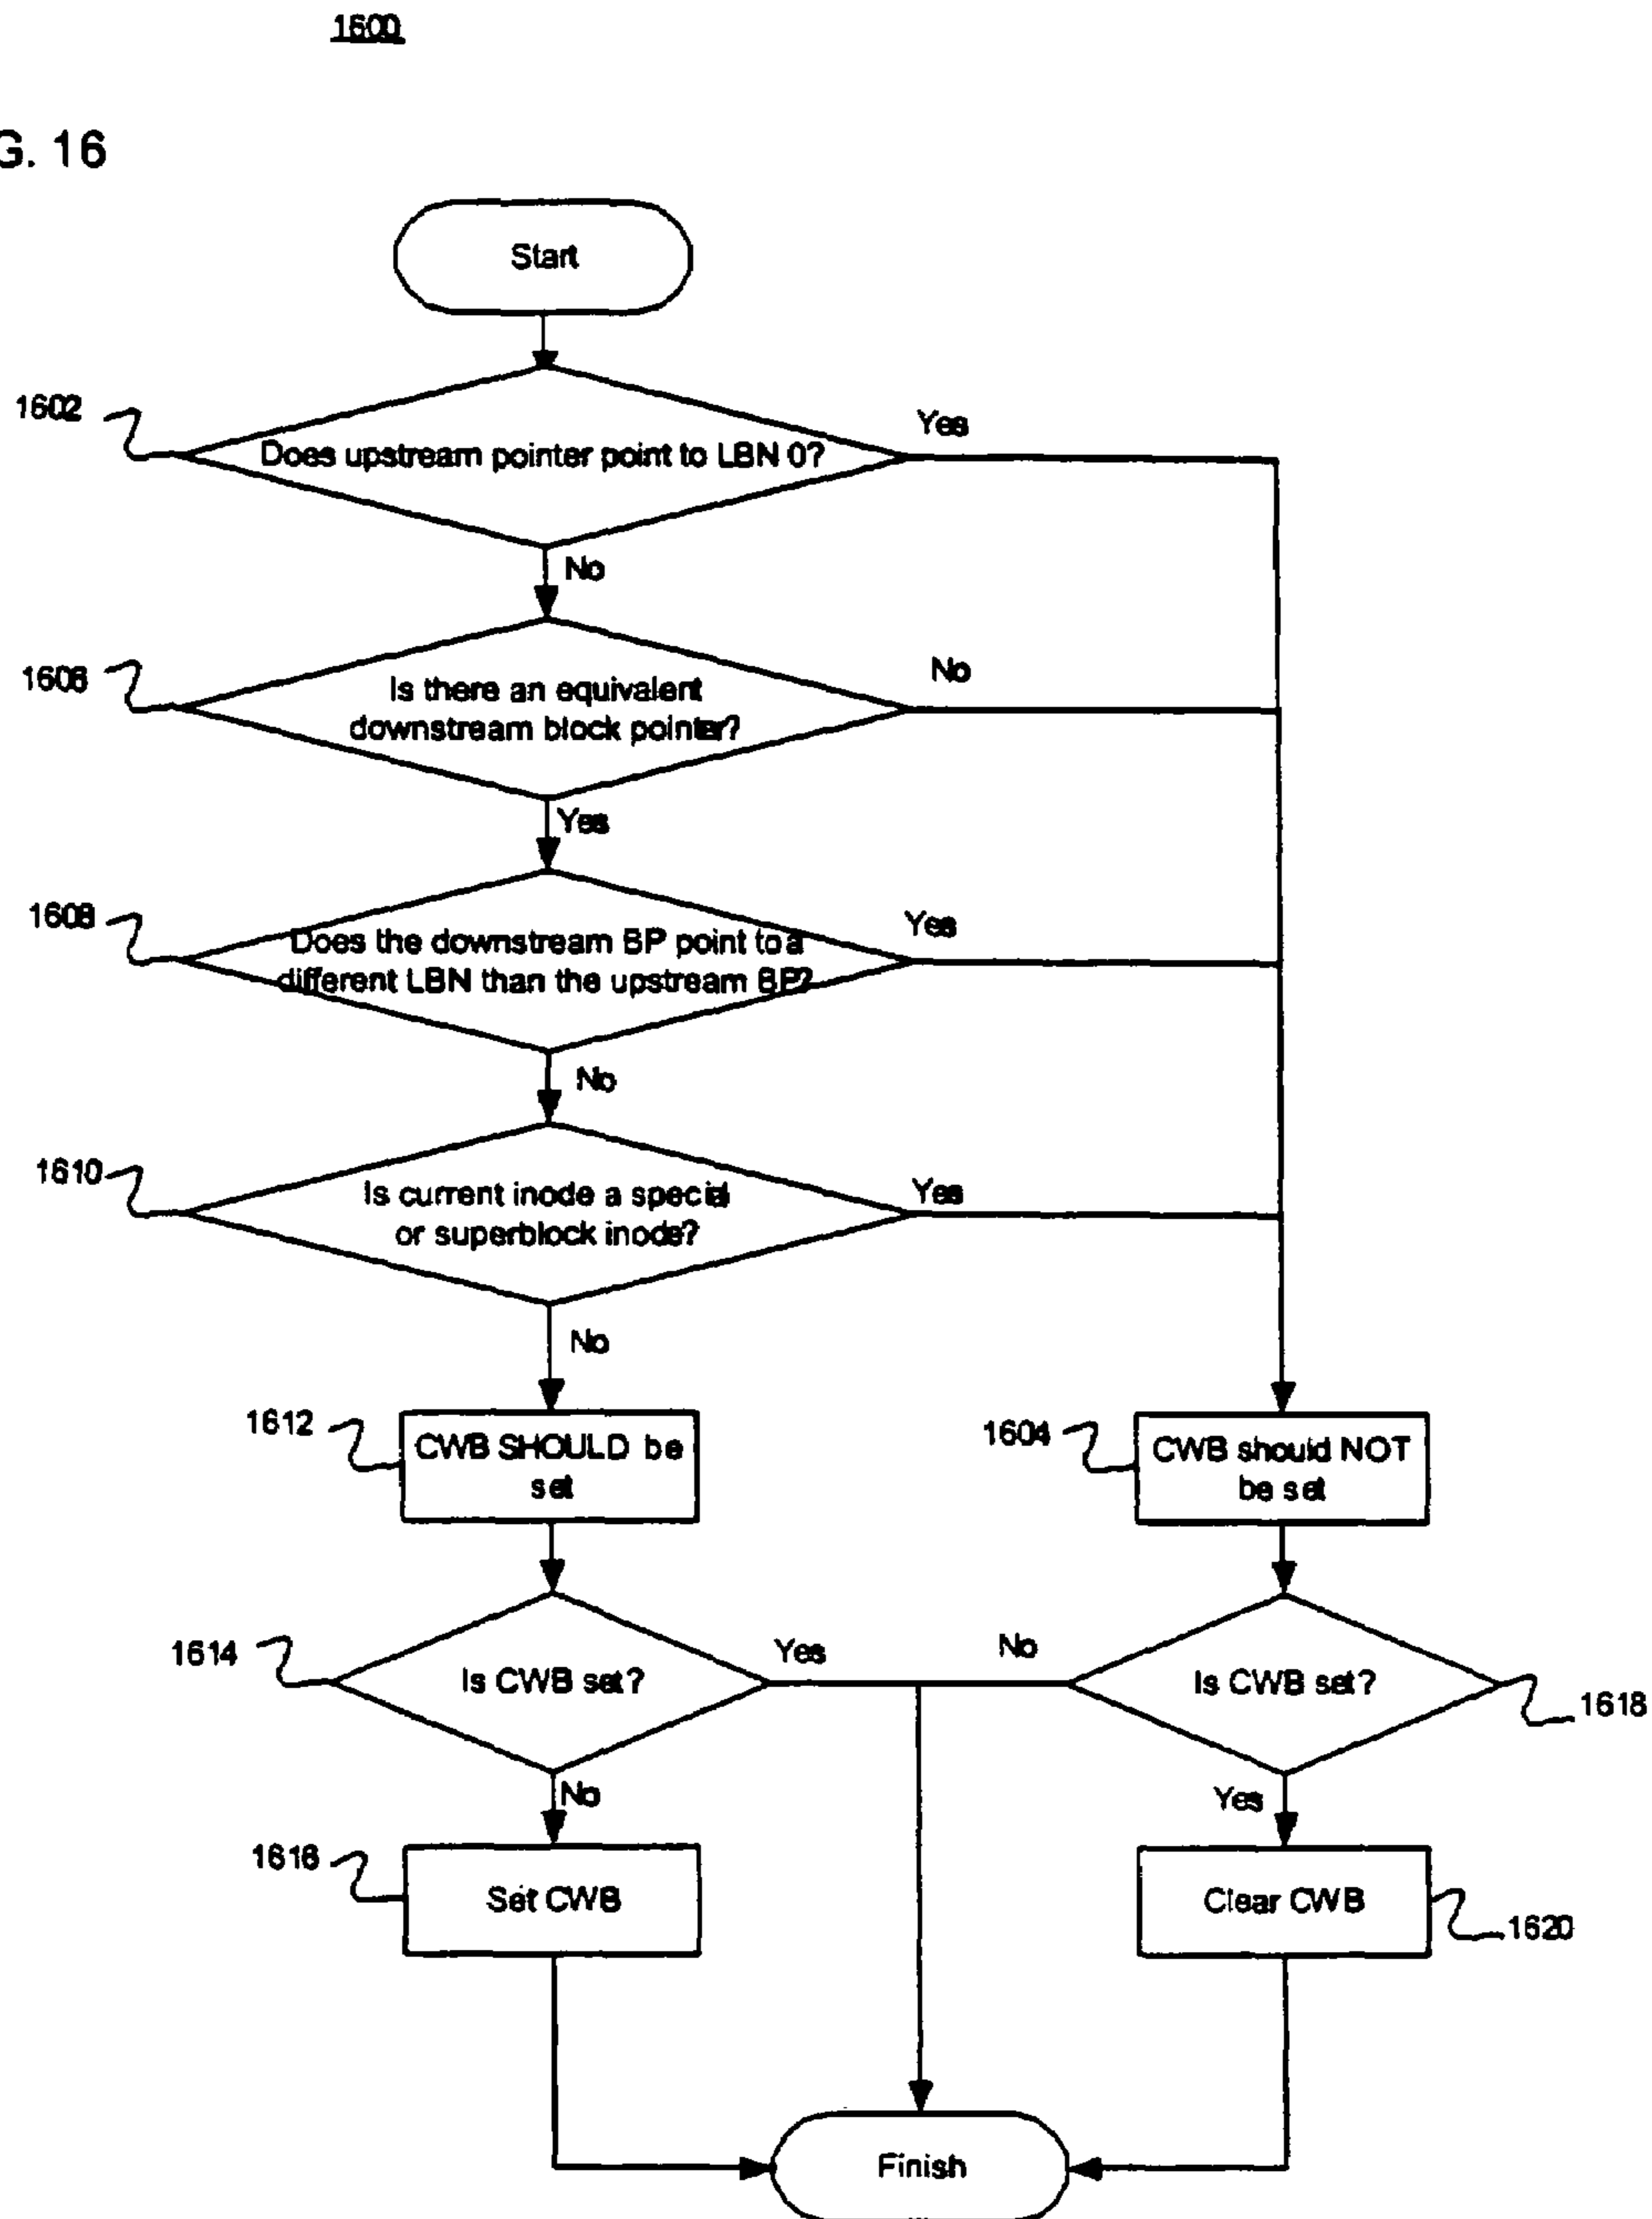 1600
G. 16
Start
1602
Does upstream pointer point to LBN 0?
Yes
No
1606
Is there an equivalent
downstream block pointer?
No
Yes
1608
Does the downstream BP point to a
different LBN than the upstream BP?
Yes
No
1610
Is current inode a special
or superblock inode?
Yes
No
1612
CWB SHOULD be
set
1604
CWB should NOT
be set
1614
Is CWB set?
Yes
No
Is CWB set?
1618
No
Yes
1616
Set CWB
Clear CWB
1620
Finish